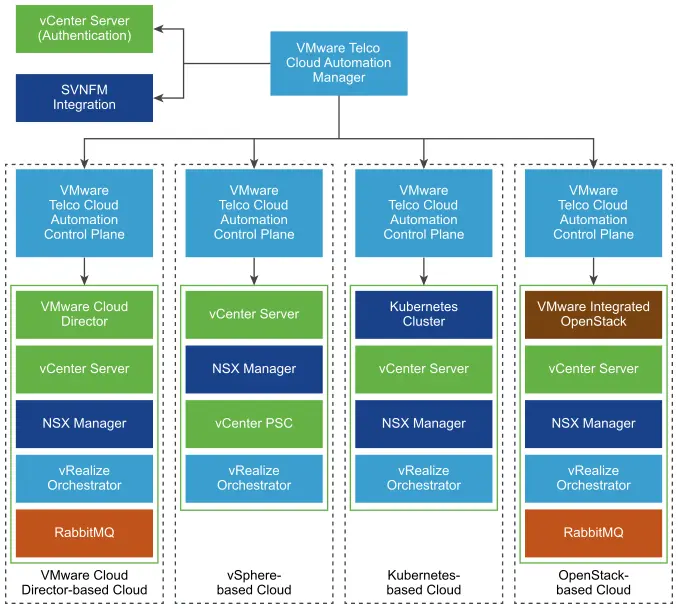 vCenter Server
(Authentication)
VMware Telco
Cloud Automation
Manager
SVNFM
Integration
VMware
Telco Cloud
Automation
Control Plane
VMware
Telco Cloud
Automation
Control Plane
VMware
Telco Cloud
Automation
Control Plane
VMware
Telco Cloud
Automation
Control Plane
VMware Cloud
Director
vCenter Server
NSX Manager
vRealize
Orchestrator
RabbitMQ
VMware Cloud
Director-based Cloud
vCenter Server
NSX Manager
vCenter PSC
vRealize
Orchestrator
vSphere-
based Cloud
Kubernetes
Cluster
vCenter Server
NSX Manager
vRealize
Orchestrator
Kubernetes-
based Cloud
VMware Integrated
OpenStack
vCenter Server
NSX Manager
vRealize
Orchestrator
RabbitMQ
OpenStack-
based Cloud